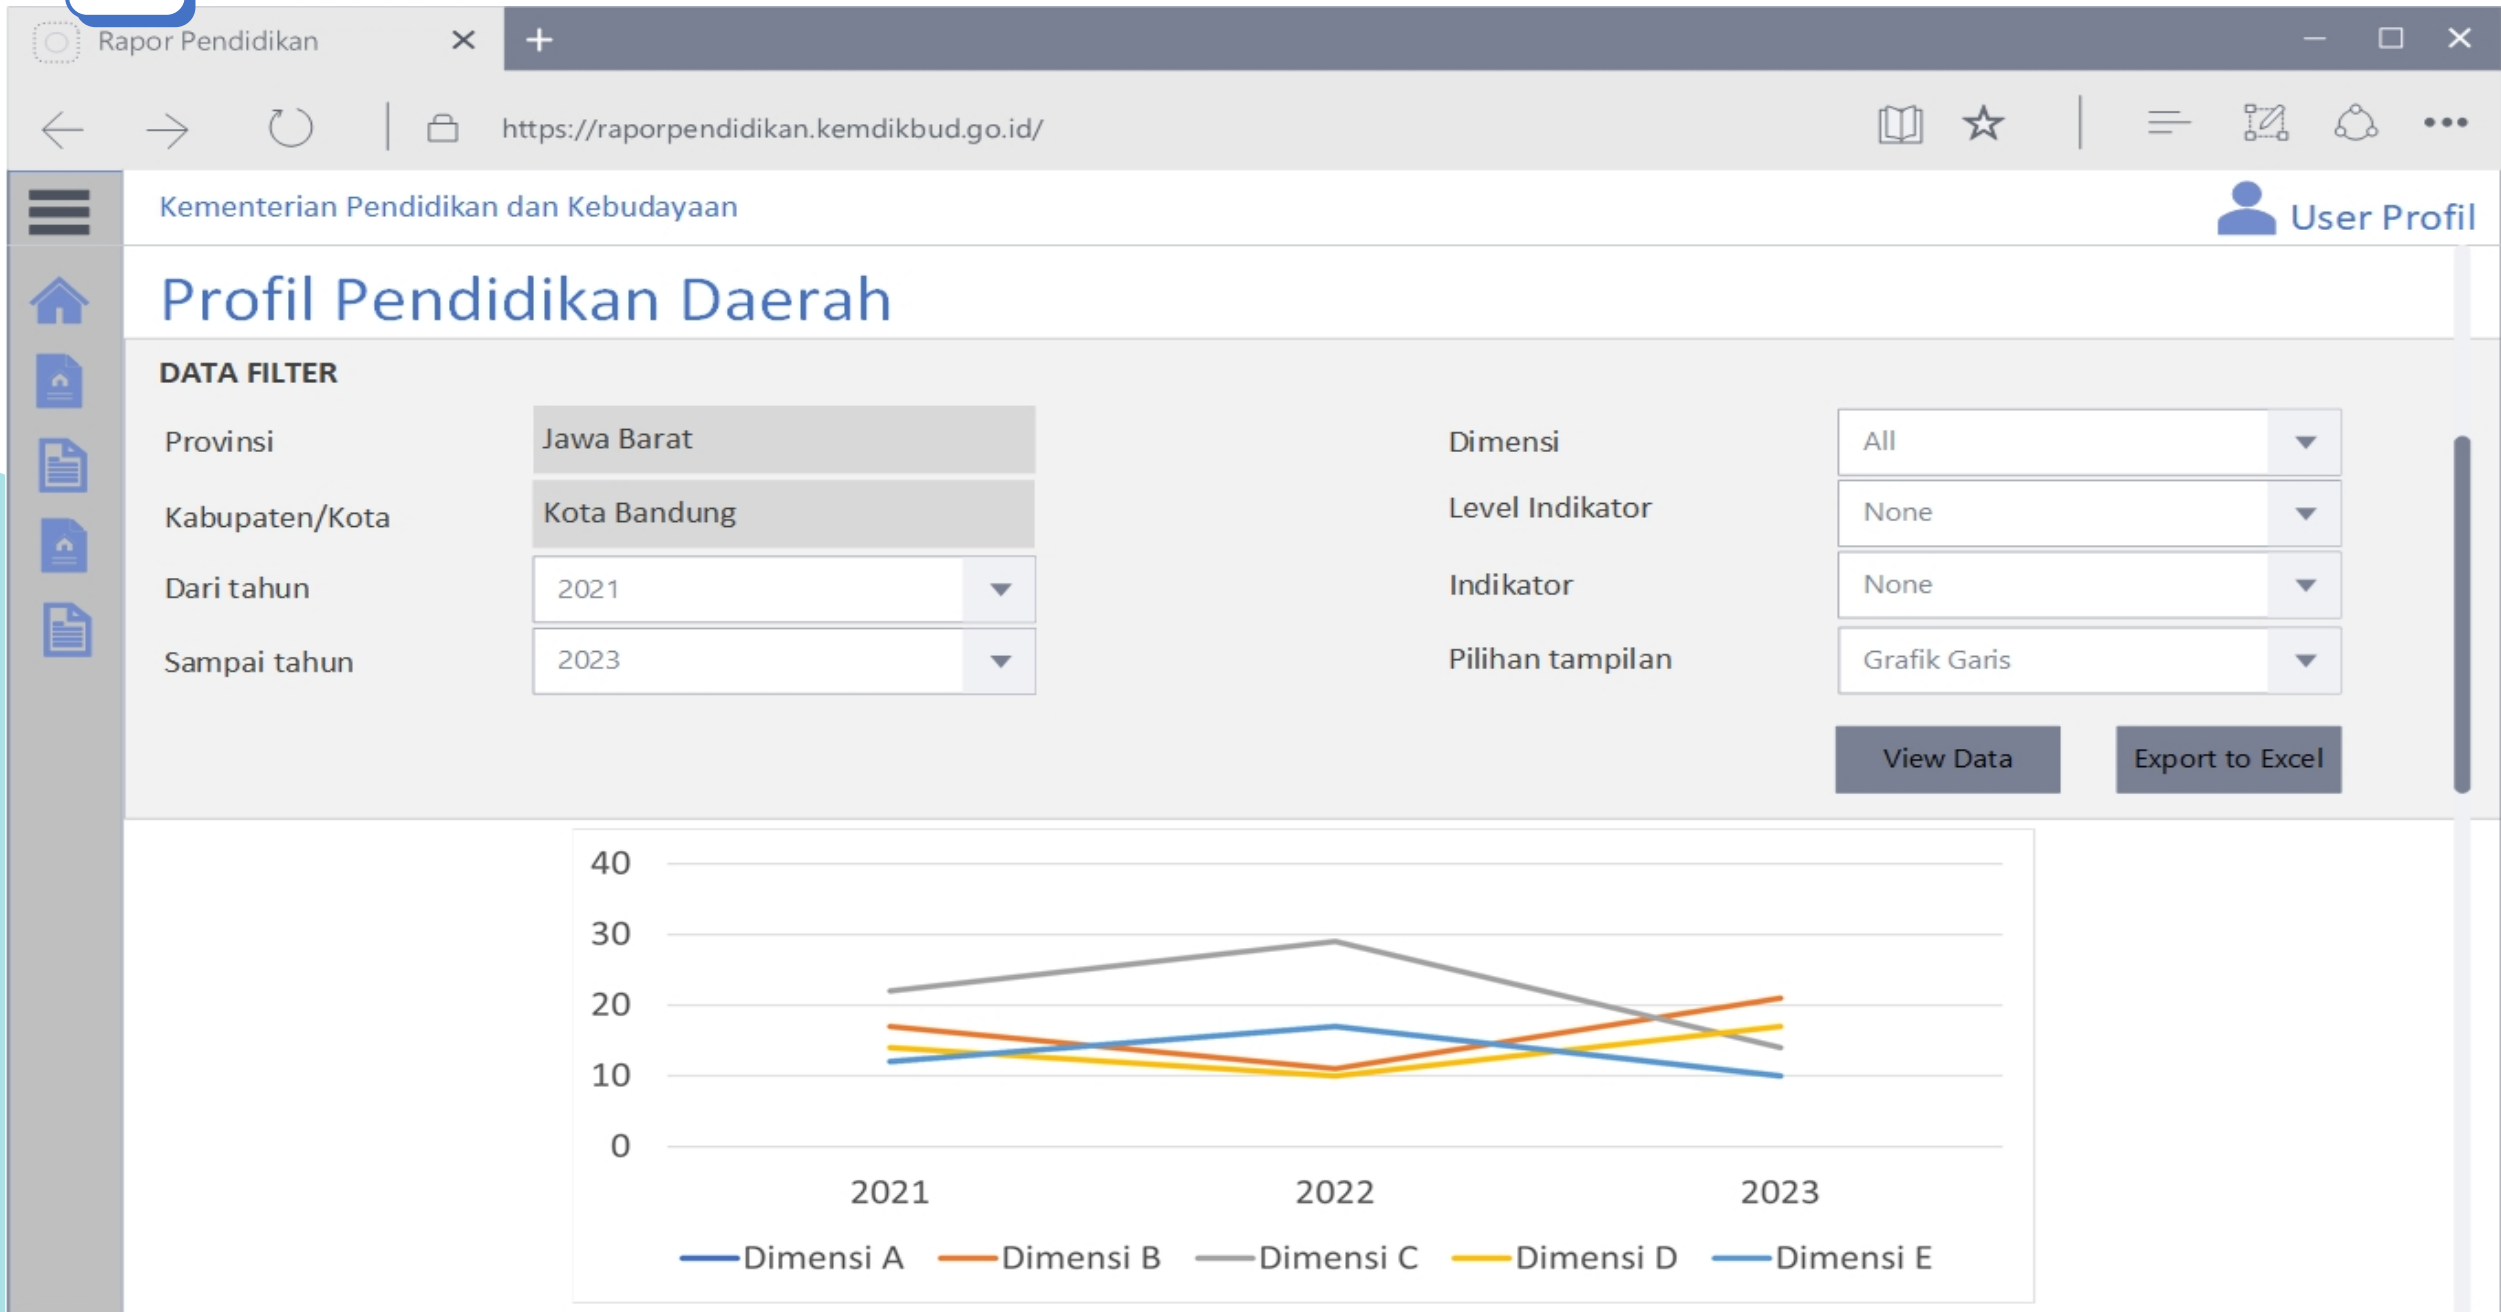 Rapor Pendidikan
https://raporpendidikan.kemdikbud.go.id/
Kementerian Pendidikan dan Kebudayaan
User Profil
Profil Pendidikan Daerah
DATA FILTER
Provinsi Jawa Barat Dimensi All
Kabupaten/Kota Kota Bandung Level Indikator None
Dari tahun 2021 Indikator None
Sampai tahun 2023 Pilihan tampilan Grafik Garis
View Data Export to Excel
40
30
20
10
0
2021 2022 2023
Dimensi A Dimensi B Dimensi C Dimensi D Dimensi E